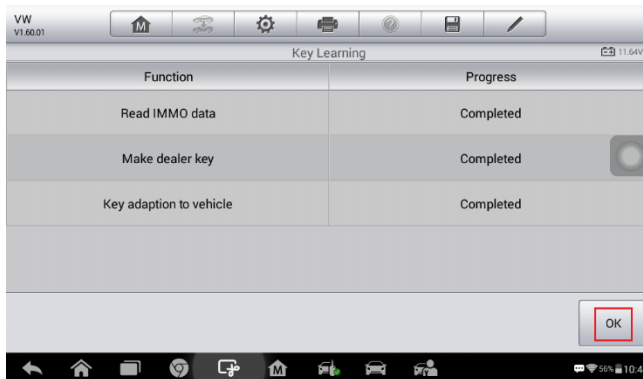 VW
V1.60.01
Key Learning
11.64V
Function Progress
Read IMMO data Completed
Make dealer key Completed
Key adaption to vehicle Completed
OK
56%